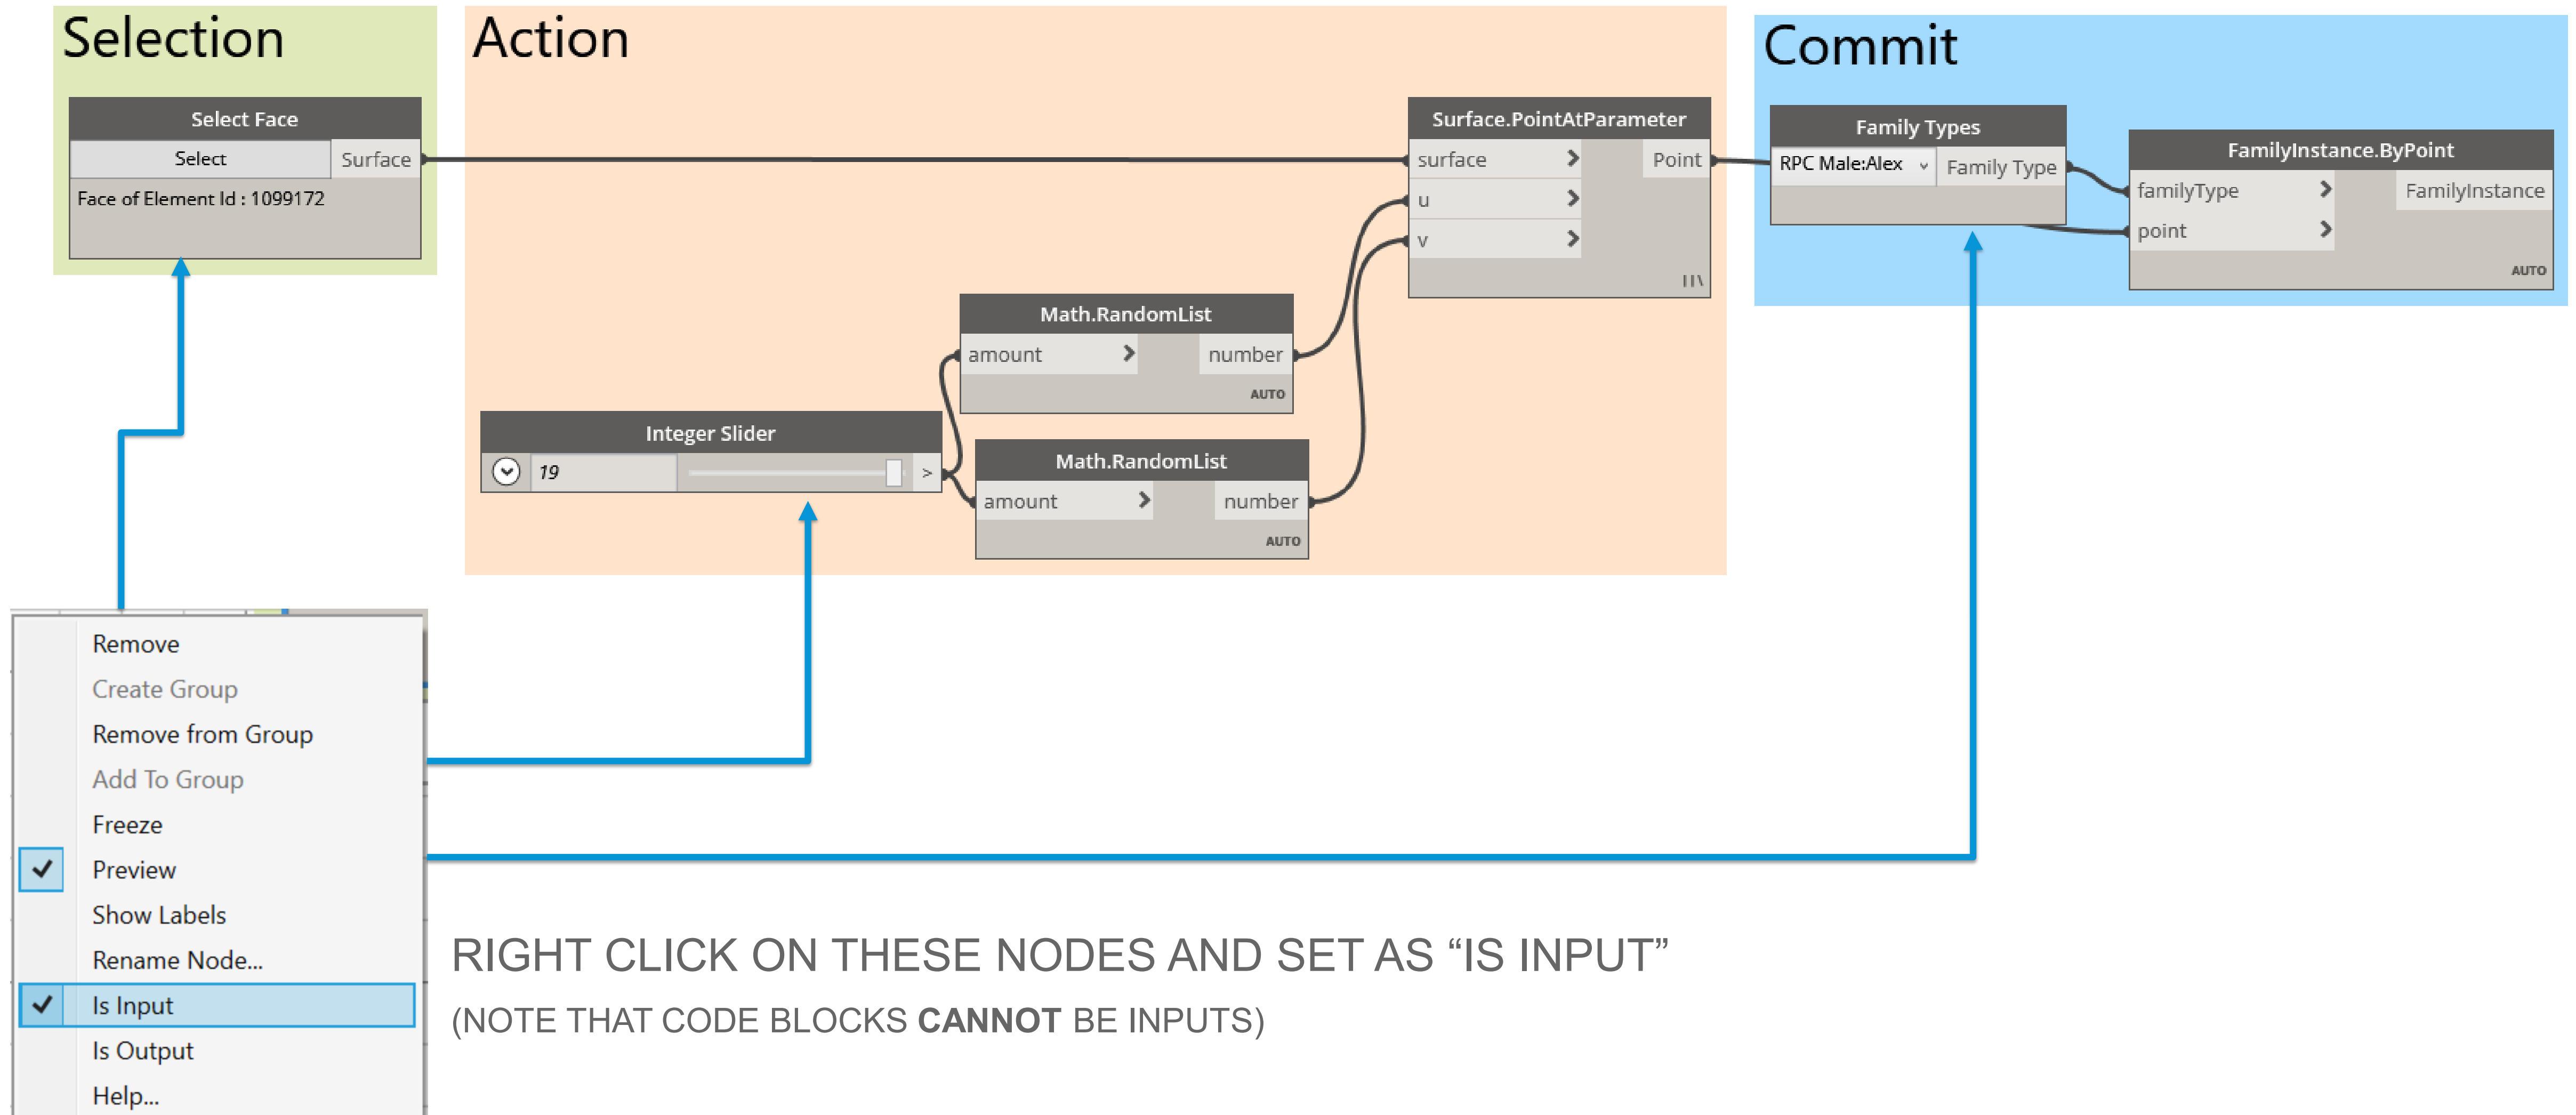 Selection
Select Face
Select
Surface
Face of Element Id : 1099172
Action
Surface.PointAtParameter
surface
>
Point
u
>
v
>
Math.RandomList
amount
>
number
AUTO
Integer Slider
19
>
Math.RandomList
amount
>
number
AUTO
Commit
Family Types
RPC Male:Alex
Family Type
FamilyInstance.ByPoint
familyType
>
FamilyInstance
point
>
AUTO
Remove
Create Group
Remove from Group
Add To Group
Freeze
Preview
Show Labels
Rename Node...
Is Input
Is Output
Help...
RIGHT CLICK ON THESE NODES AND SET AS “IS INPUT”
(NOTE THAT CODE BLOCKS CANNOT BE INPUTS)